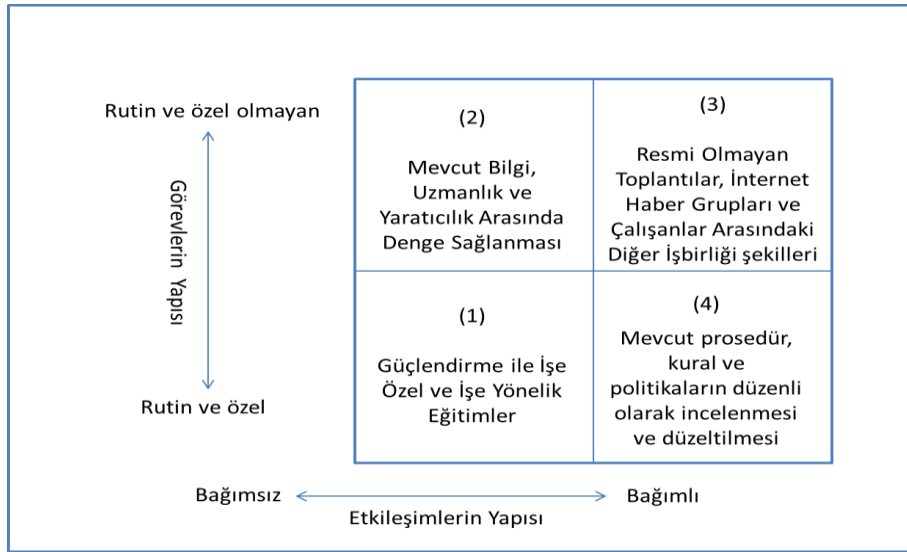 Rutin ve özel olmayan
Görevlerin Yapısı
Rutin ve özel
(2)
Mevcut Bilgi,
Uzmanlık ve
Yaratıcılık Arasında
Denge Sağlanması
(3)
Resmi Olmayan
Toplantılar, İnternet
Haber Grupları ve
Çalışanlar Arasındaki
Diğer İşbirliği şekilleri
(1)
Güçlendirme ile İşe
Özel ve İşe Yönelik
Eğitimler
(4)
Mevcut prosedür,
kural ve
politikaların düzenli
olarak incelenmesi
ve düzeltilmesi
Bağımsız
Bağımlı
Etkileşimlerin Yapısı